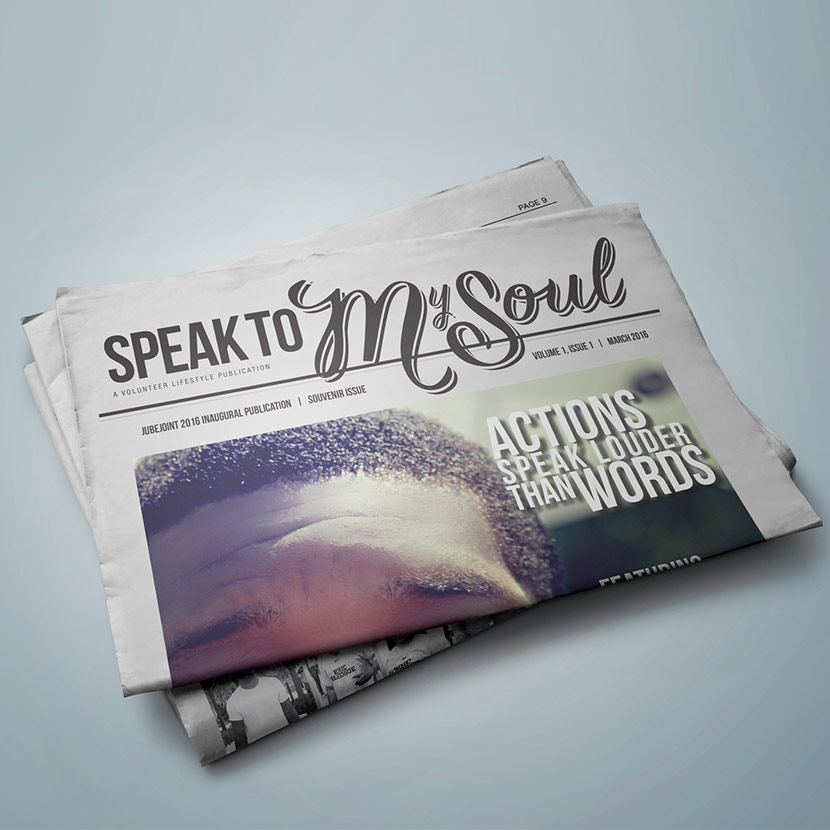 PAGE 9
SPEAK TO My Soul
A VOLUNTEER LIFESTYLE PUBLICATION
VOLUME 1, ISSUE 1 | MARCH 2016
JUBEJOINT 2016 INAUGURAL PUBLICATION | SOUVENIR ISSUE
ACTIONS
SPEAK LOUDER
THAN WORDS
FEATURING